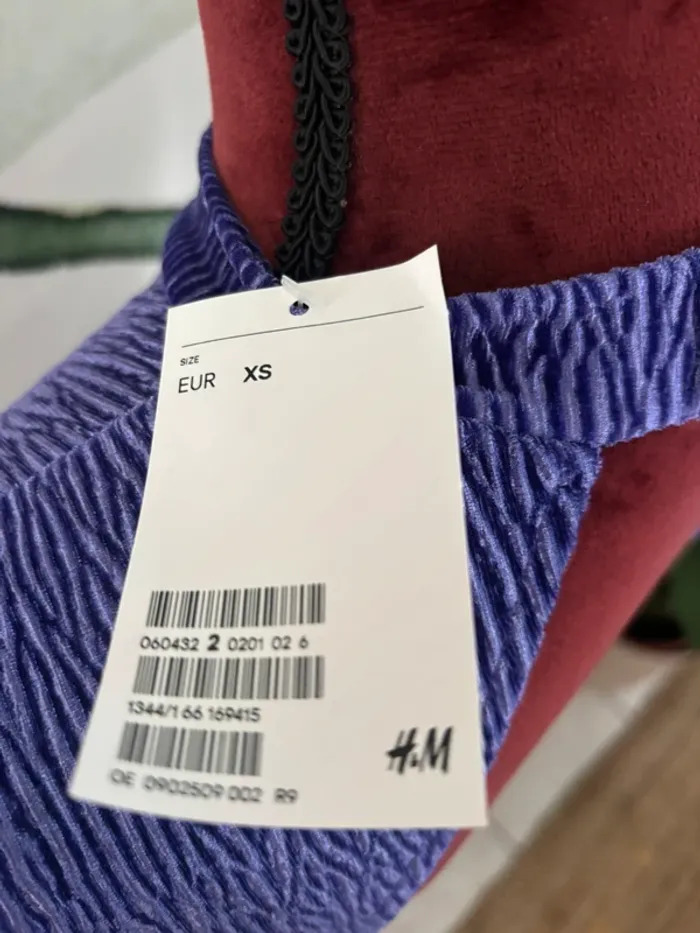 SIZE
EUR XS
060432 2 0201 02 6
1344/1 66 169415
OE 0902509 002 R9
H&M